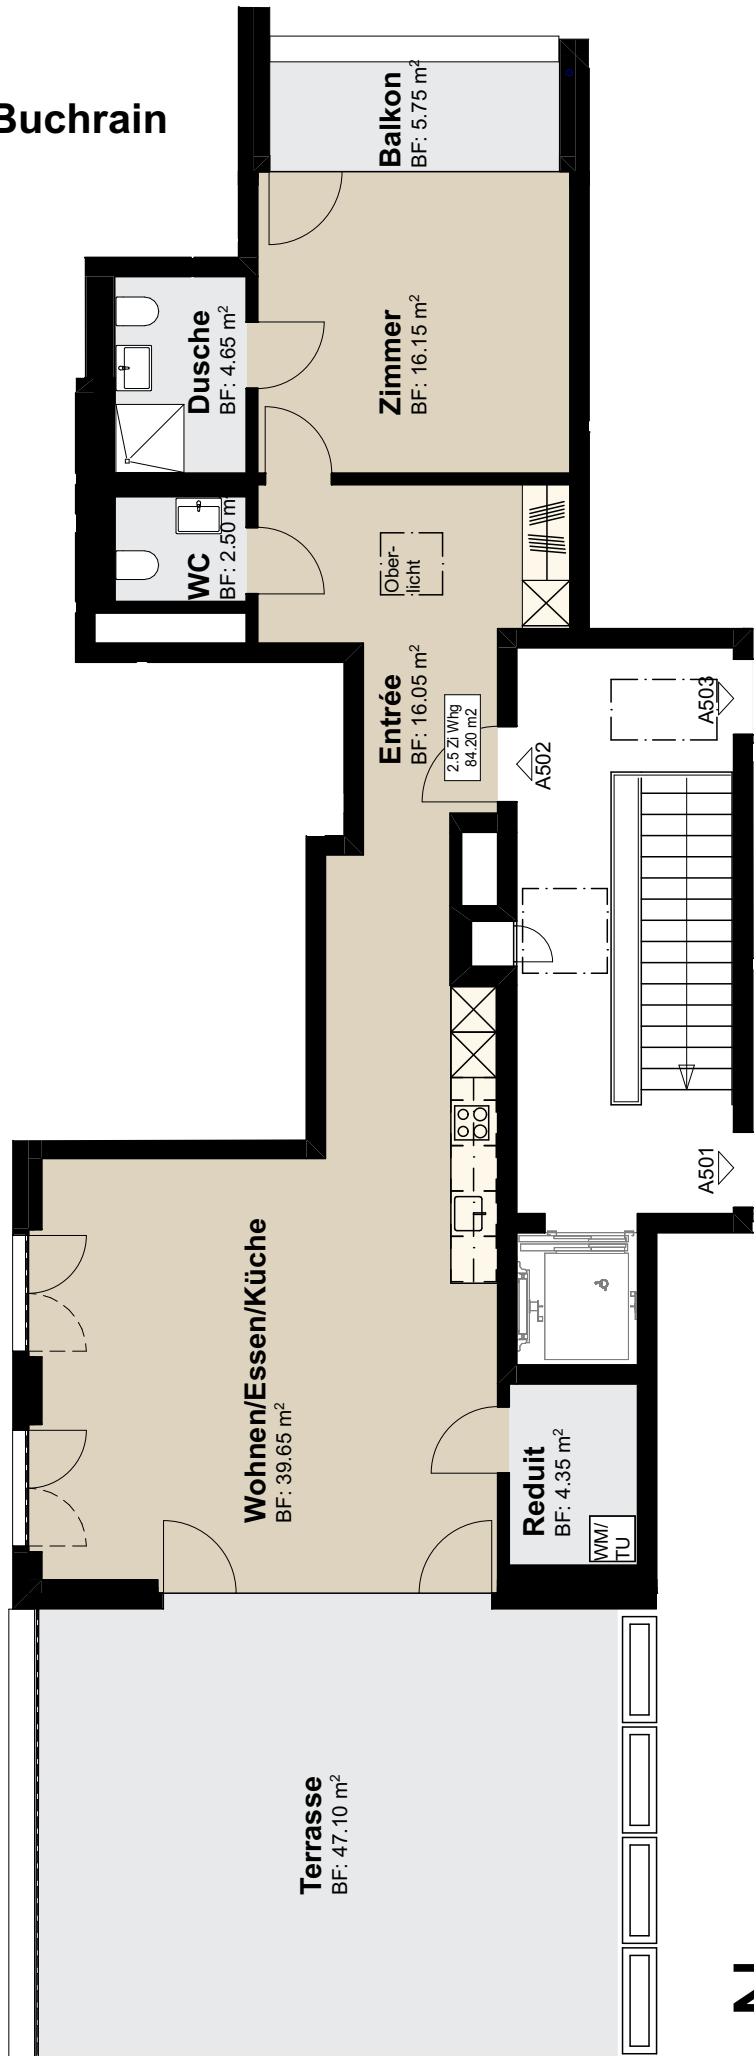 Buchrain
Balkon
BF: 5.75 m²
Dusche
BF: 4.65 m²
Zimmer
BF: 16.15 m²
WC
BF: 2.50 m²
Ober-
licht
Entrée
BF: 16.05 m²
2.5 Zi Whg
84.20 m2
A502
A503
A501
Wohnen/Essen/Küche
BF: 39.65 m²
Reduit
BF: 4.35 m²
WM/
TU
Terrasse
BF: 47.10 m²